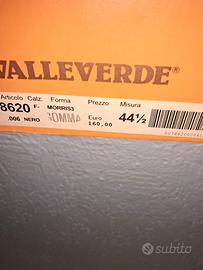 VALLEVERDE®
Articolo Calz. Forma Prezzo Misura
8620 F- MORRIS3 Euro 44½
.006 NERO GOMMA 160,00
subito